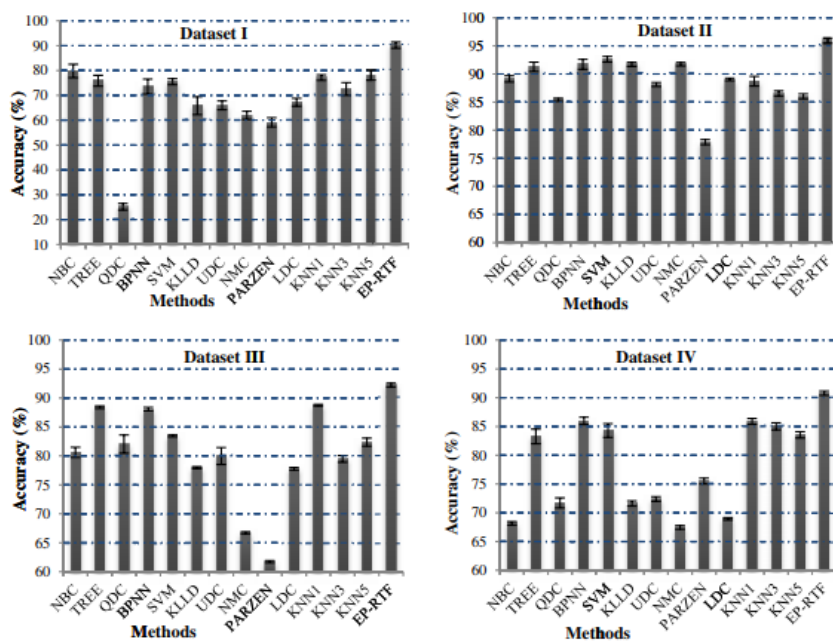 Dataset I
Accuracy (%)
100
90
80
70
60
50
40
30
20
10
NBC
TREE
QDC
BPNN
SVM
KLLD
UDC
NMC
PARZEN
LDC
KNN1
KNN3
KNN5
EP-RTF
Methods
Dataset II
Accuracy (%)
100
95
90
85
80
75
70
65
60
NBC
TREE
QDC
BPNN
SVM
KLLD
UDC
NMC
PARZEN
LDC
KNN1
KNN3
KNN5
EP-RTF
Methods
Dataset III
Accuracy (%)
100
95
90
85
80
75
70
65
60
NBC
TREE
QDC
BPNN
SVM
KLLD
UDC
NMC
PARZEN
LDC
KNN1
KNN3
KNN5
EP-RTF
Methods
Dataset IV
Accuracy (%)
100
95
90
85
80
75
70
65
60
NBC
TREE
QDC
BPNN
SVM
KLLD
UDC
NMC
PARZEN
LDC
KNN1
KNN3
KNN5
EP-RTF
Methods